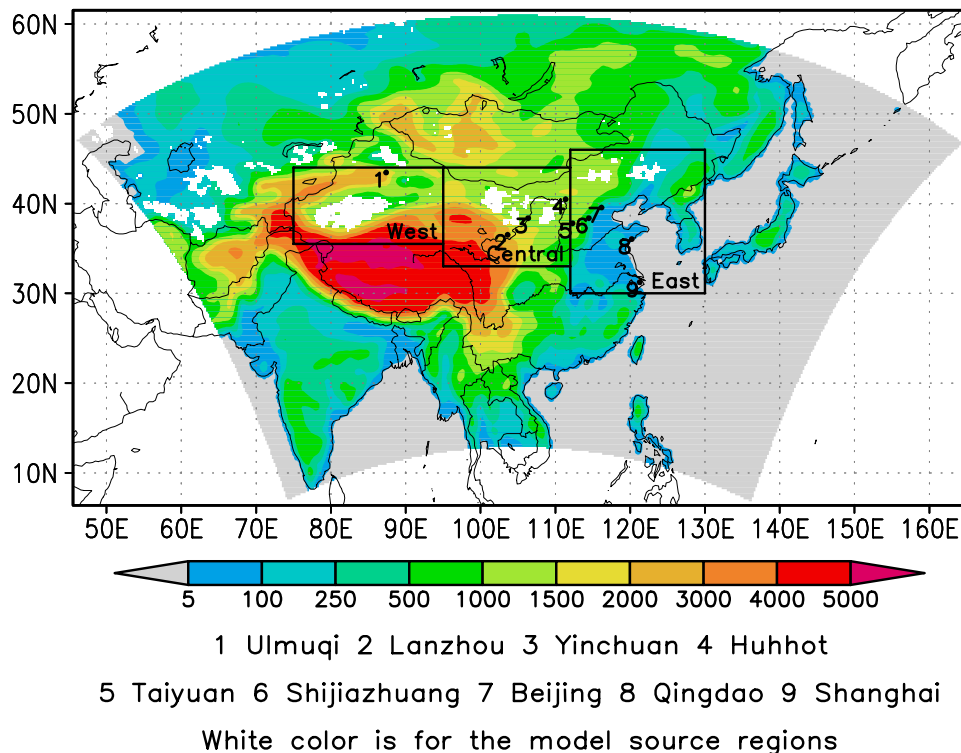 60N
50N
40N
30N
20N
10N
1
West
2
3
Central
4
5
6
7
8
9
East
50E 60E 70E 80E 90E 100E 110E 120E 130E 140E 150E 160E
5 100 250 500 1000 1500 2000 3000 4000 5000
1 Ulmuqi 2 Lanzhou 3 Yinchuan 4 Huhhot
5 Taiyuan 6 Shijiazhuang 7 Beijing 8 Qingdao 9 Shanghai
White color is for the model source regions